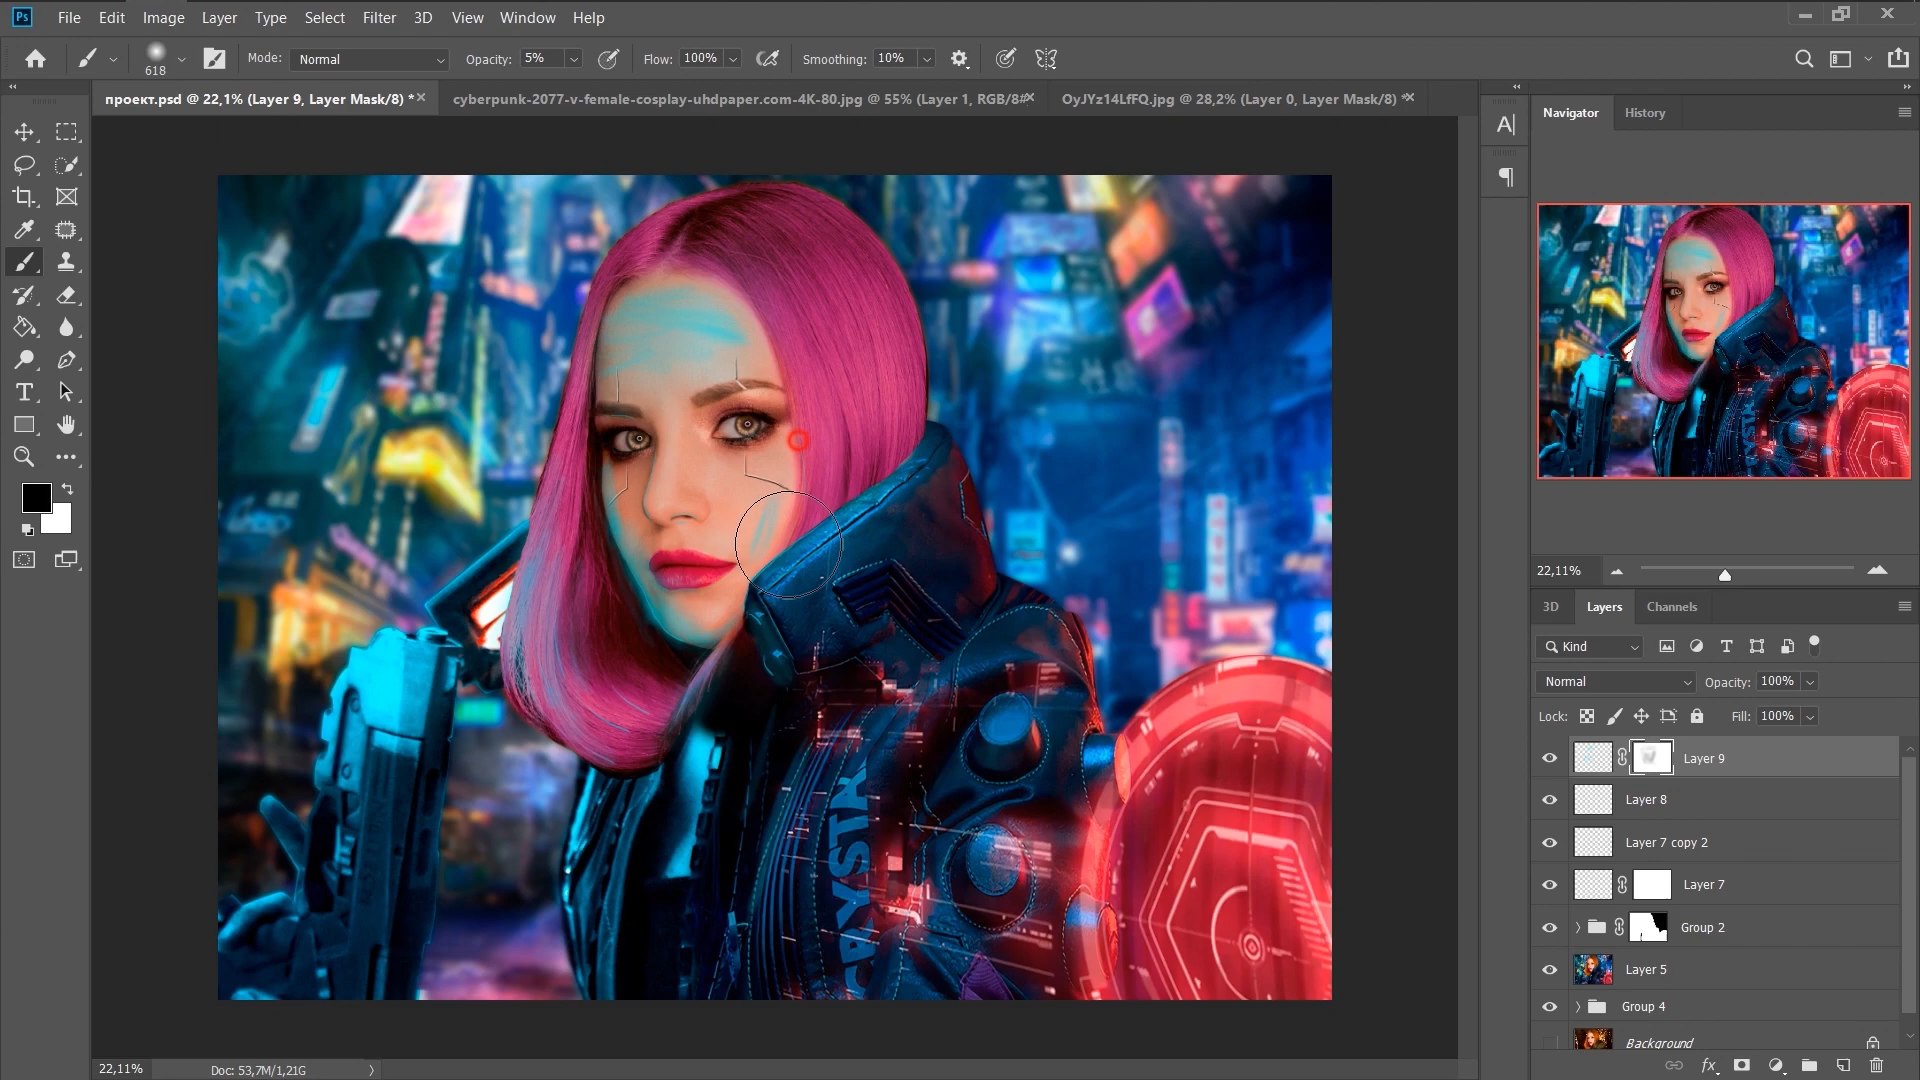 Ps File Edit Image Layer Type Select Filter 3D View Window Help
618 Mode: Normal Opacity: 5% Flow: 100% Smoothing: 10%
проект.psd @ 22,1% (Layer 9, Layer Mask/8) * cyberpunk-2077-v-female-cosplay-uhdpaper.com-4K-80.jpg @ 55% (Layer 1, RGB/8# OyJYz14LfFQ.jpg @ 28,2% (Layer 0, Layer Mask/8) *
Navigator History
22,11%
3D Layers Channels
Kind
Normal Opacity: 100%
Lock: Fill: 100%
Layer 9
Layer 8
Layer 7 copy 2
Layer 7
Group 2
Layer 5
Group 4
Background
CRYSTA
22,11% Doc: 53,7M/1,21G